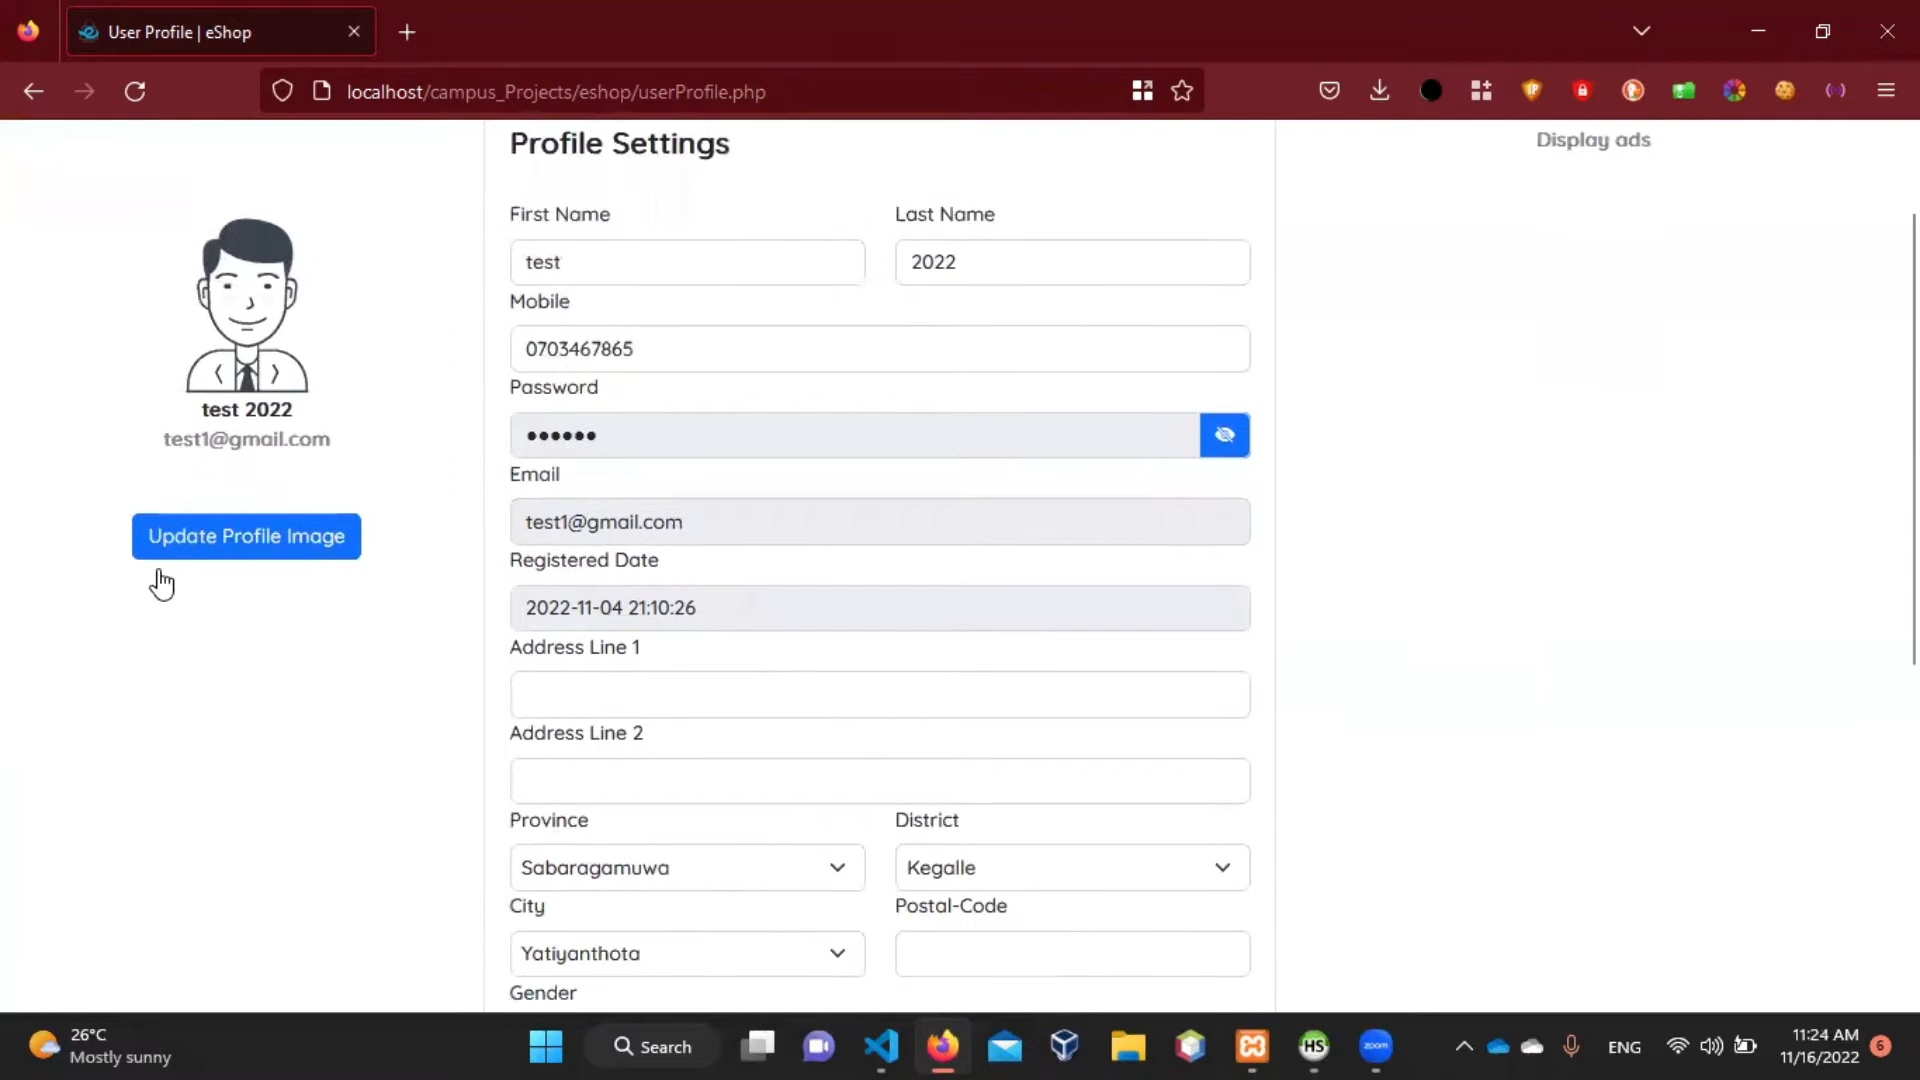 User Profile | eShop
localhost/campus_Projects/eshop/userProfile.php
Profile Settings
Display ads
First Name
Last Name
test
2022
Mobile
0703467865
Password
••••••
test 2022
test1@gmail.com
Email
test1@gmail.com
Update Profile Image
Registered Date
2022-11-04 21:10:26
Address Line 1
Address Line 2
Province
District
Sabaragamuwa
Kegalle
City
Postal-Code
Yatiyanthota
Gender
26°C
Mostly sunny
Search
HS
zoom
ENG
11:24 AM
11/16/2022
6